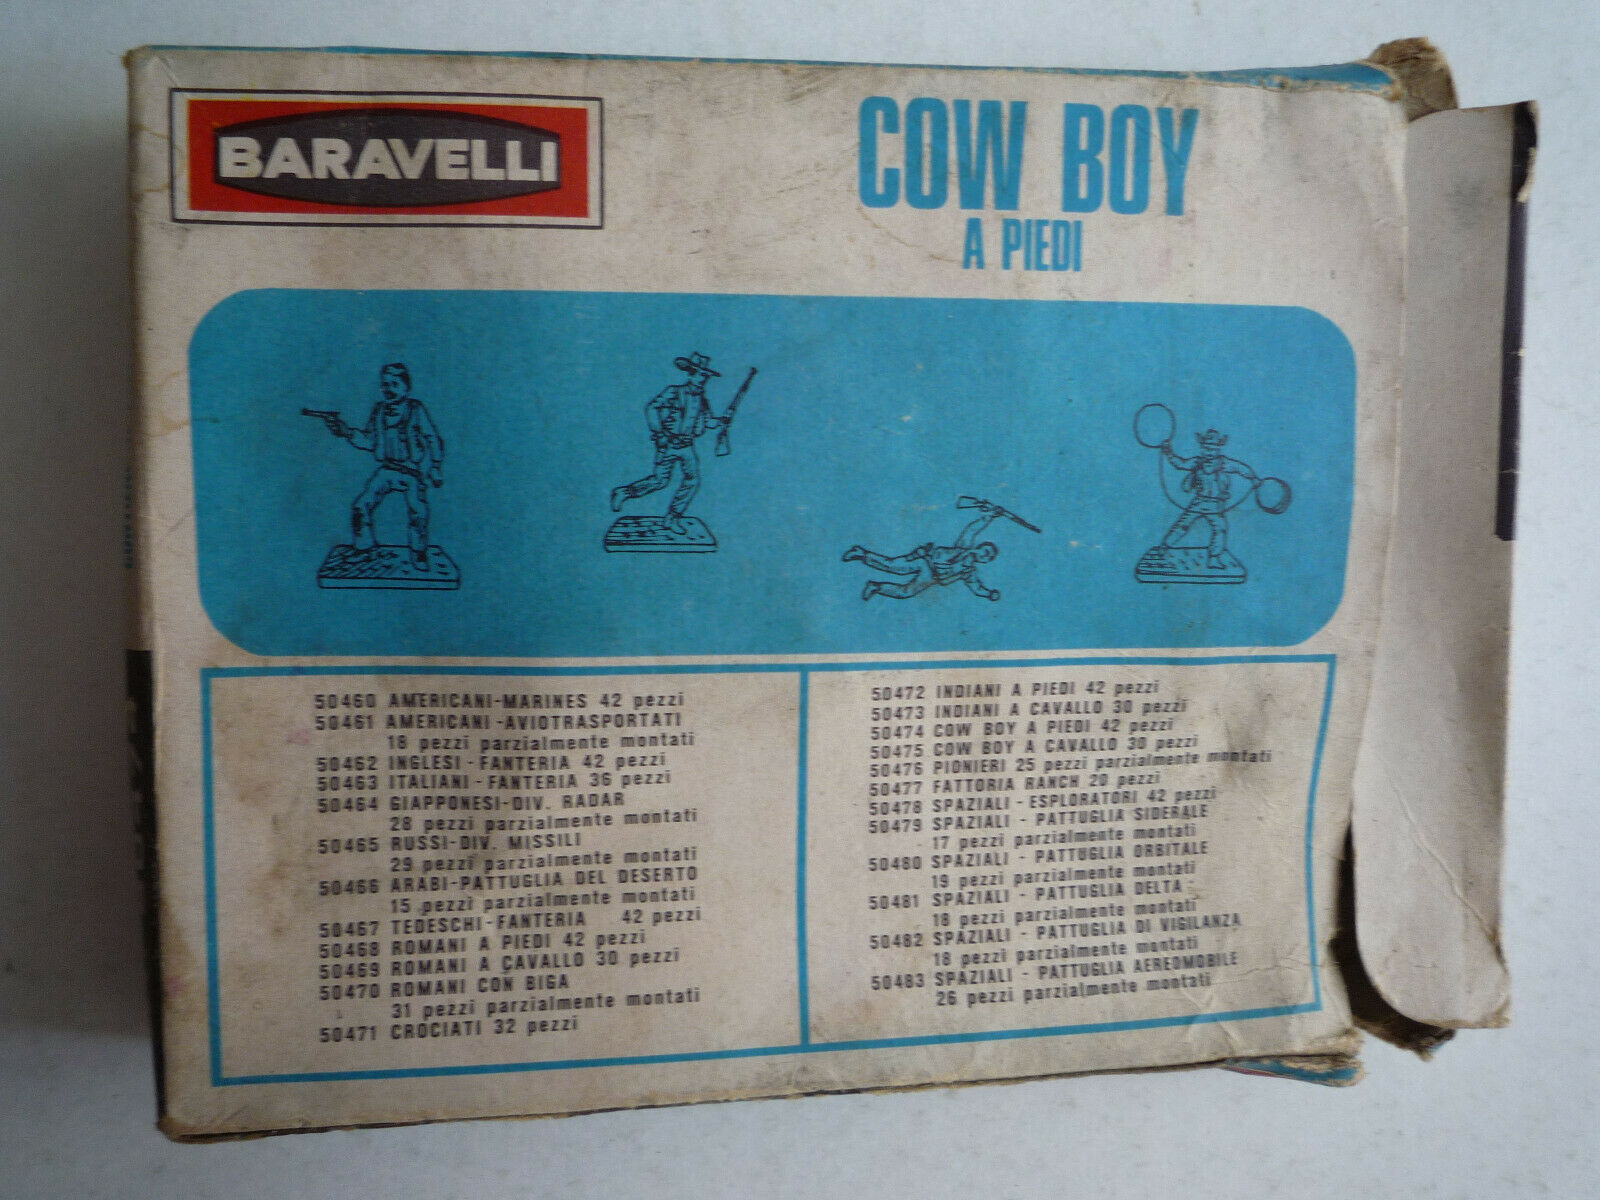 BARAVELLI
COW BOY
A PIEDI
50460 AMERICANI-MARINES 42 pezzi
50461 AMERICANI-AVIOTRASPORTATI
18 pezzi parzialmente montati
50462 INGLESI-FANTERIA 42 pezzi
50463 ITALIANI-FANTERIA 36 pezzi
50464 GIAPPONESI-DIV. RADAR
28 pezzi parzialmente montati
50465 RUSSI-DIV. MISSILI
29 pezzi parzialmente montati
50466 ARABI-PATTUGLIA DEL DESERTO
15 pezzi parzialmente montati
50467 TEDESCHI-FANTERIA 42 pezzi
50468 ROMANI A PIEDI 42 pezzi
50469 ROMANI A CAVALLO 30 pezzi
50470 ROMANI CON BIGA
31 pezzi parzialmente montati
50471 CROCIATI 32 pezzi
50472 INDIANI A PIEDI 42 pezzi
50473 INDIANI A CAVALLO 30 pezzi
50474 COW BOY A PIEDI 42 pezzi
50475 COW BOY A CAVALLO 30 pezzi
50476 PIONIERI 25 pezzi parzialmente montati
50477 FATTORIA RANCH 20 pezzi
50478 SPAZIALI - ESPLORATORI 42 pezzi
50479 SPAZIALI - PATTUGLIA SIDERALE
17 pezzi parzialmente montati
50480 SPAZIALI - PATTUGLIA ORBITALE
19 pezzi parzialmente montati
50481 SPAZIALI - PATTUGLIA DELTA
18 pezzi parzialmente montati
50482 SPAZIALI - PATTUGLIA DI VIGILANZA
18 pezzi parzialmente montati
50483 SPAZIALI - PATTUGLIA AEREOMOBILE
26 pezzi parzialmente montati